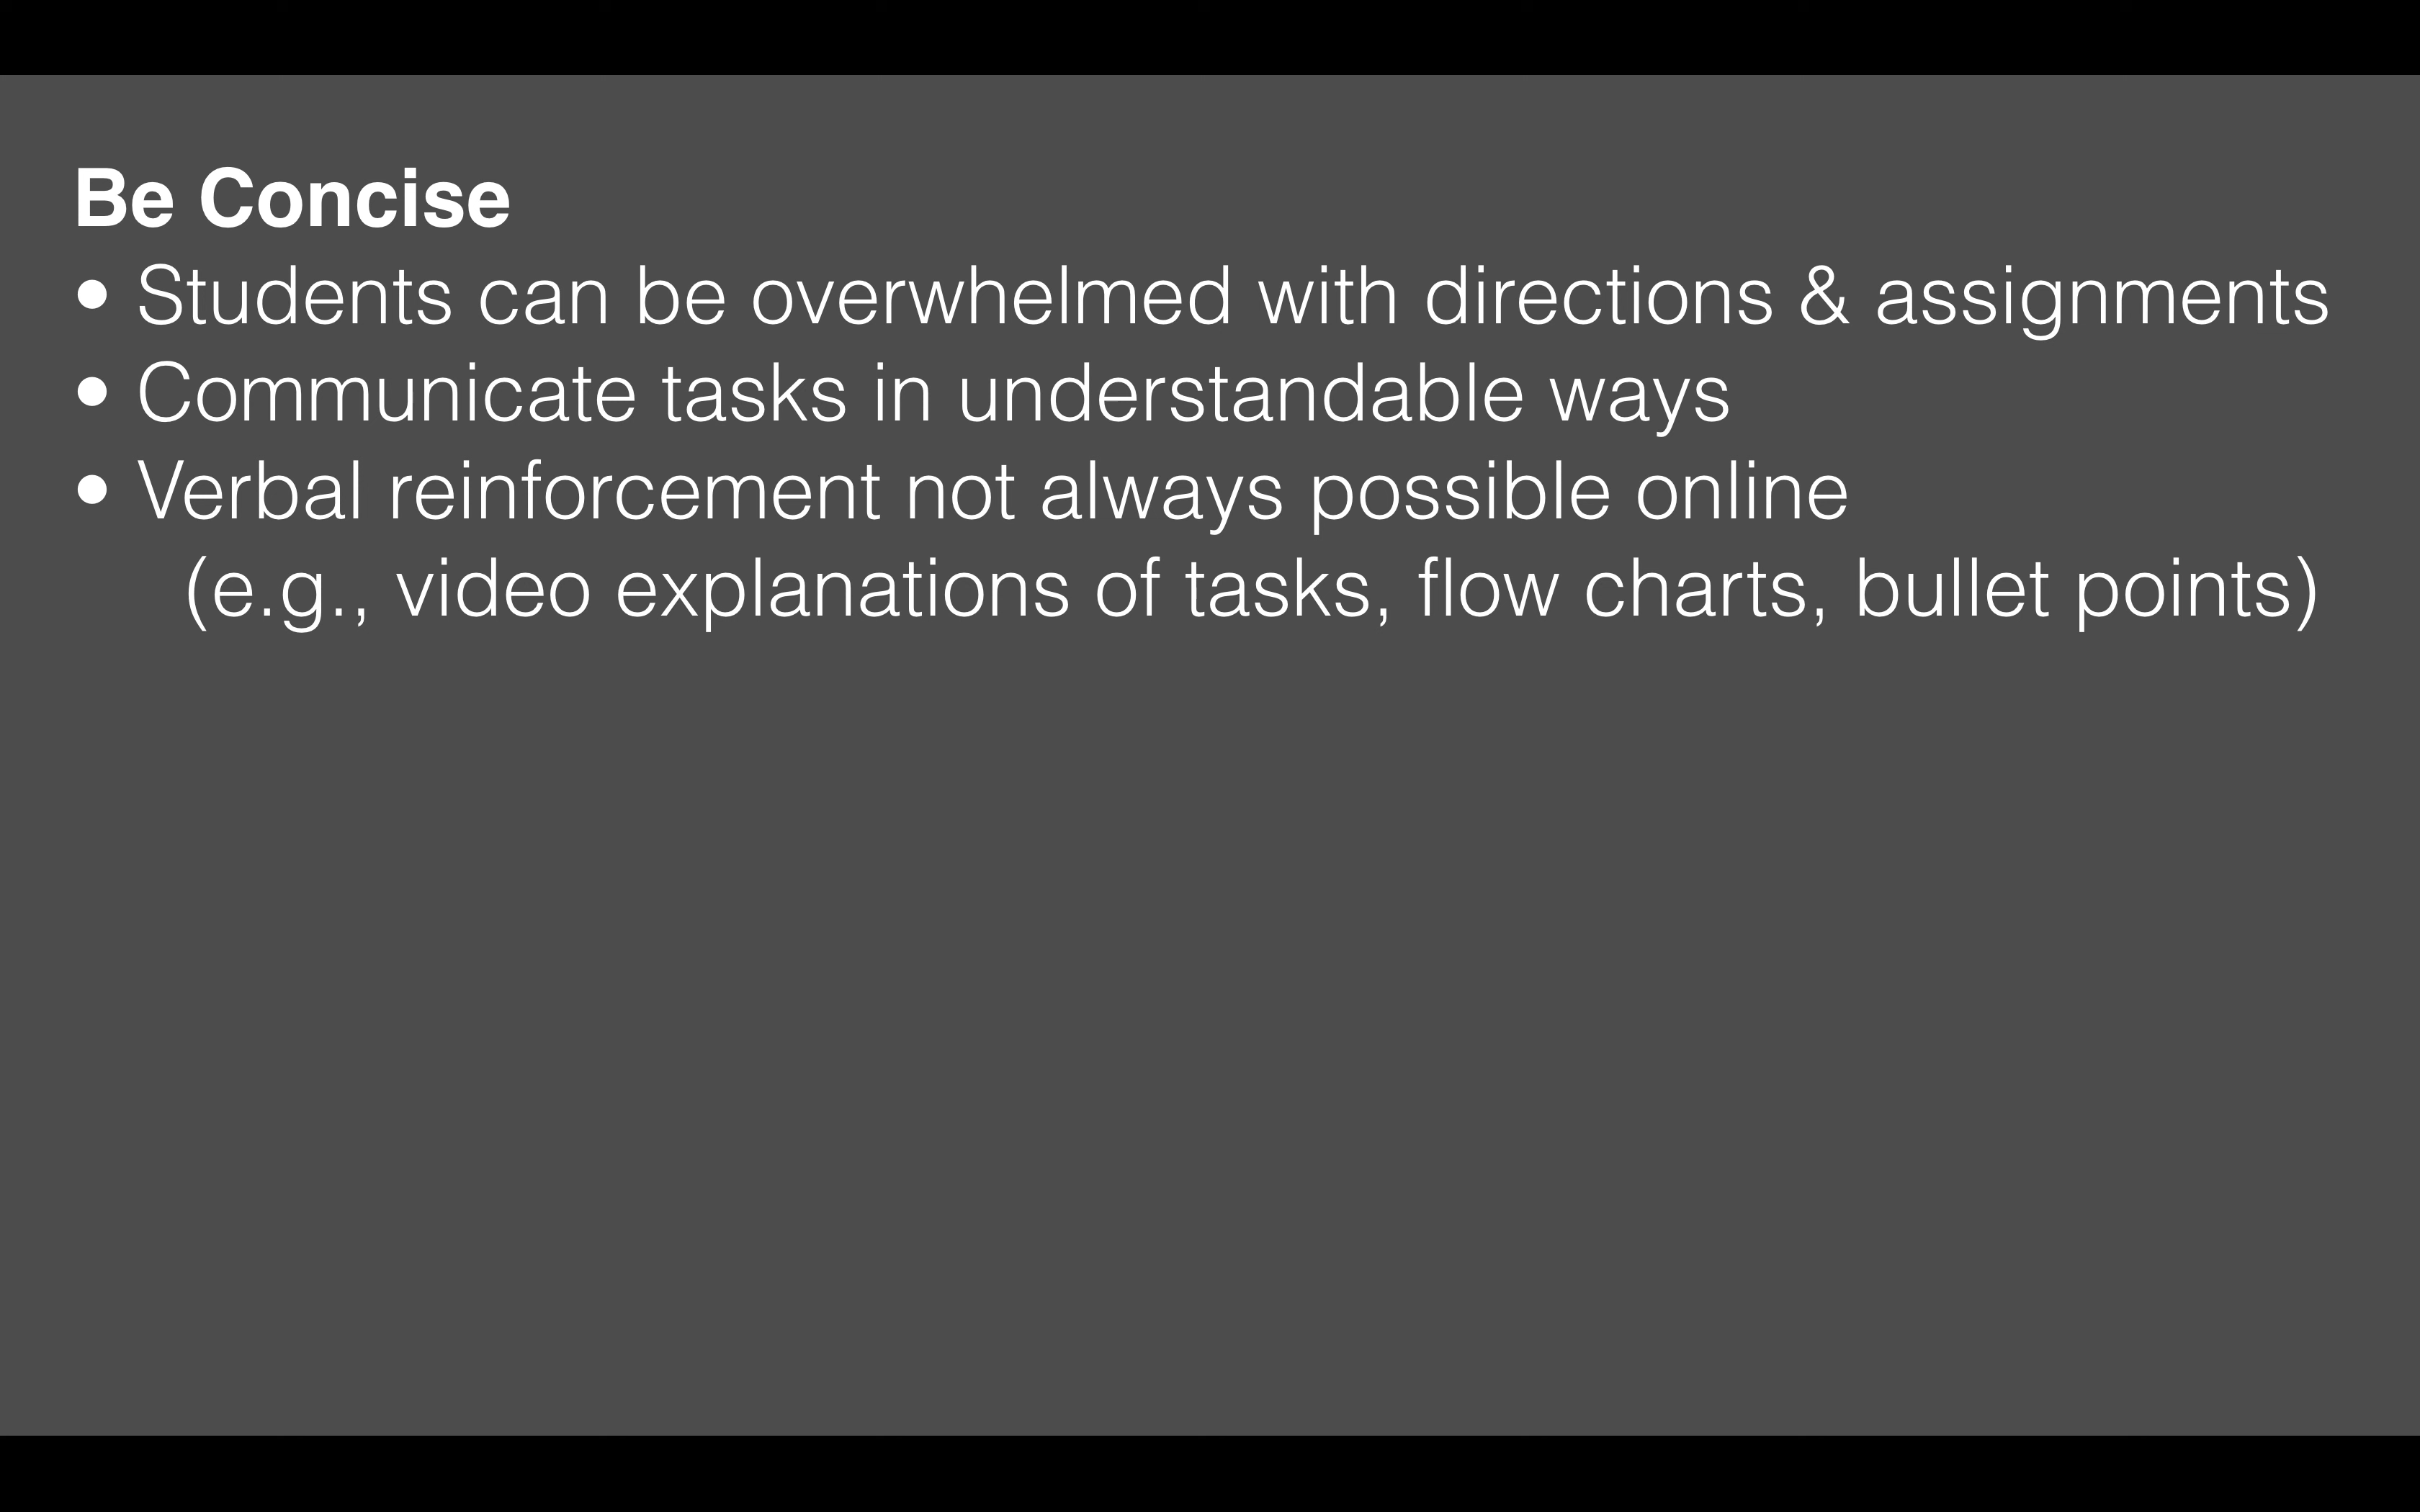 Be Concise
• Students can be overwhelmed with directions & assignments
• Communicate tasks in understandable ways
• Verbal reinforcement not always possible online
(e.g., video explanations of tasks, flow charts, bullet points)